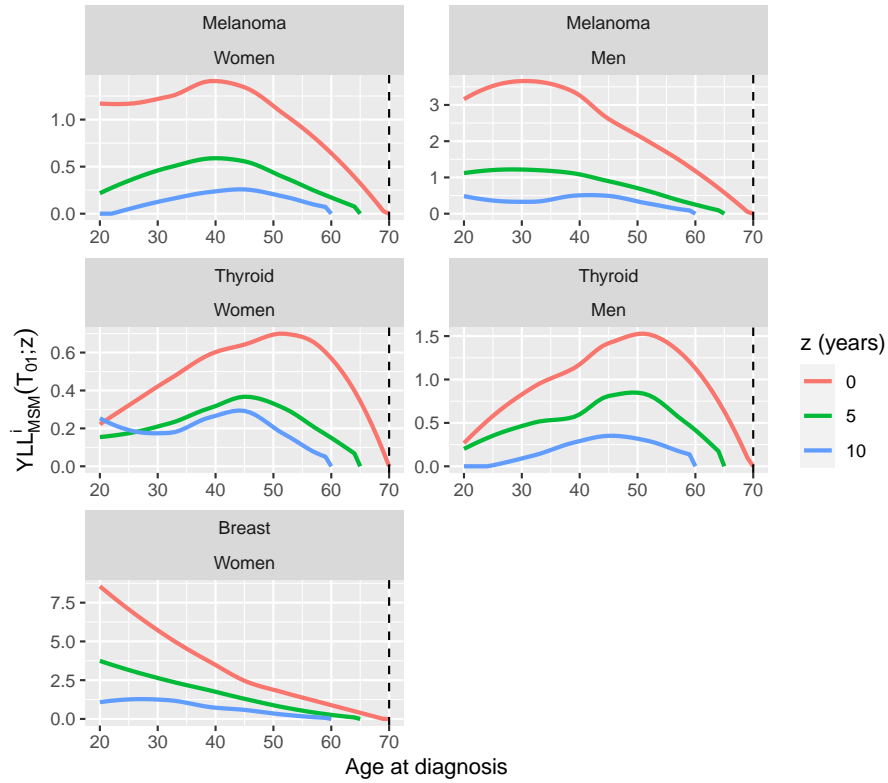 Melanoma
Women
Melanoma
Men
0.0
0.5
1.0
20 30 40 50 60 70
0
1
2
3
20 30 40 50 60 70
Thyroid
Women
Thyroid
Men
0.0
0.2
0.4
0.6
20 30 40 50 60 70
0.0
0.5
1.0
1.5
20 30 40 50 60 70
Breast
Women
0.0
2.5
5.0
7.5
20 30 40 50 60 70
Age at diagnosis
YLL^i_MSM(T_01;z)
z (years)
0
5
10